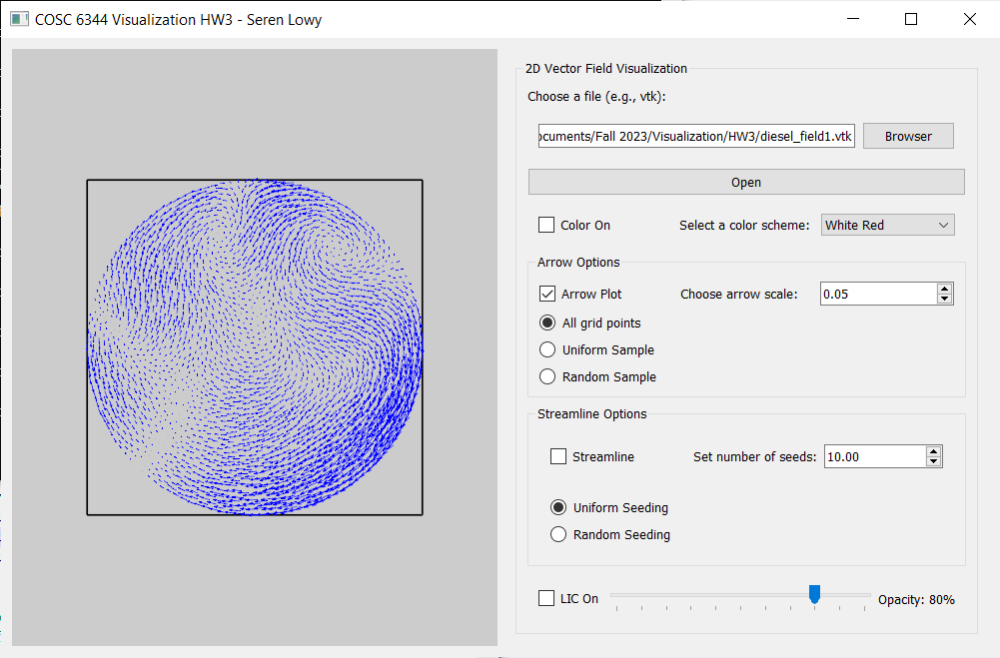 COSC 6344 Visualization HW3 - Seren Lowy
2D Vector Field Visualization
Choose a file (e.g., vtk):
ocuments/Fall 2023/Visualization/HW3/diesel_field1.vtk Browser
Open
Color On Select a color scheme: White Red
Arrow Options
Arrow Plot Choose arrow scale: 0.05
All grid points
Uniform Sample
Random Sample
Streamline Options
Streamline Set number of seeds: 10.00
Uniform Seeding
Random Seeding
LIC On Opacity: 80%